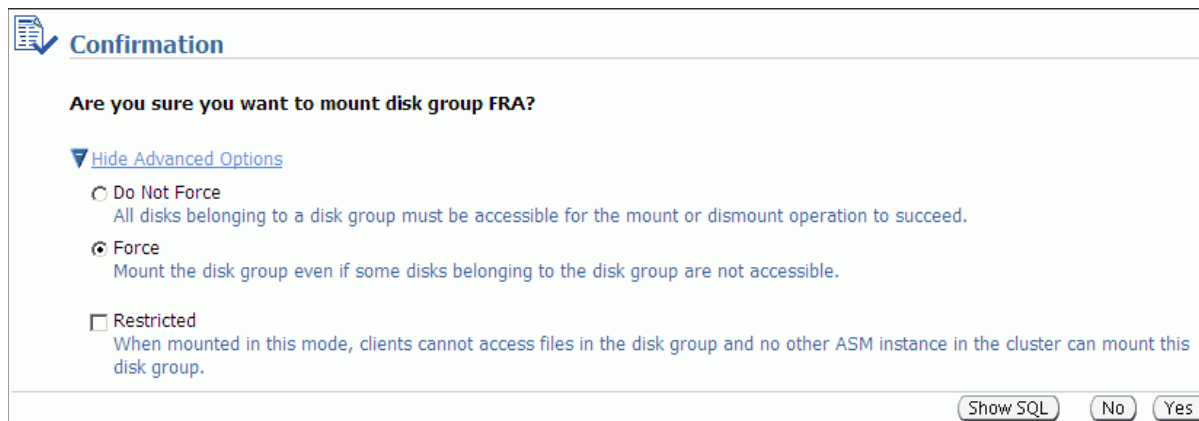 Confirmation
Are you sure you want to mount disk group FRA?
Hide Advanced Options
Do Not Force
All disks belonging to a disk group must be accessible for the mount or dismount operation to succeed.
Force
Mount the disk group even if some disks belonging to the disk group are not accessible.
Restricted
When mounted in this mode, clients cannot access files in the disk group and no other ASM instance in the cluster can mount this
disk group.
Show SQL No Yes